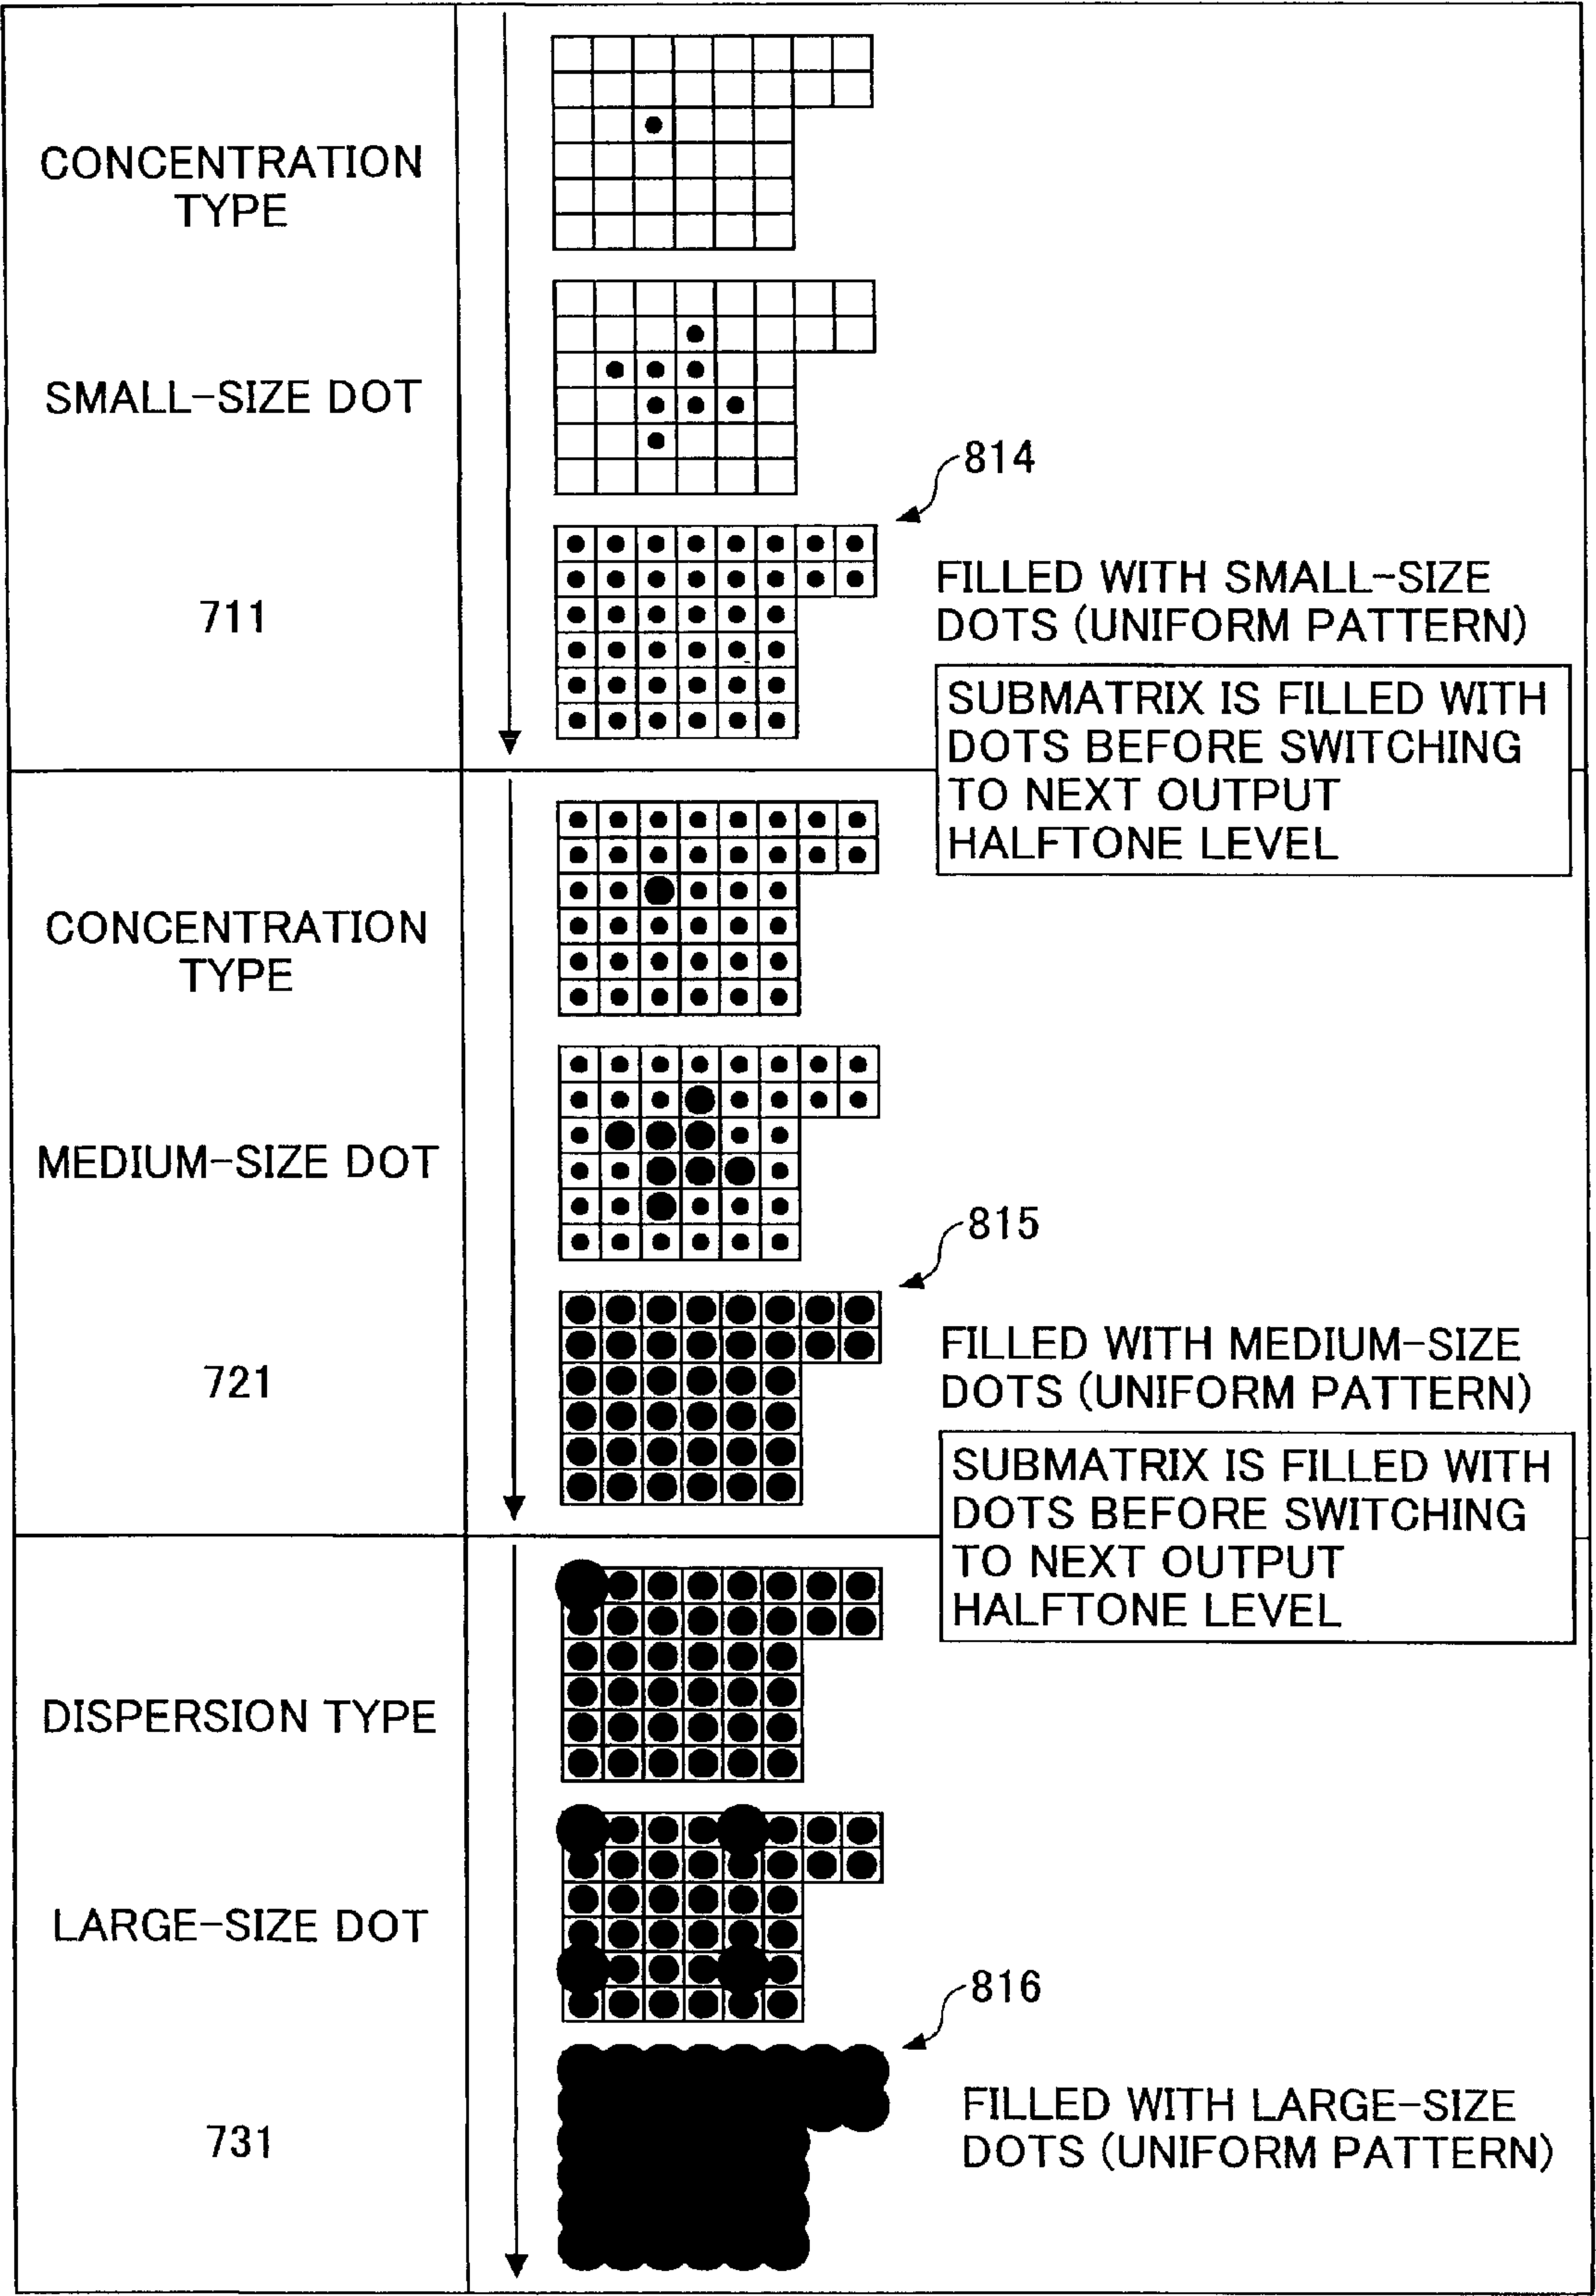 CONCENTRATION
TYPE
SMALL-SIZE DOT
711
814
FILLED WITH SMALL-SIZE
DOTS (UNIFORM PATTERN)
SUBMATRIX IS FILLED WITH
DOTS BEFORE SWITCHING
TO NEXT OUTPUT
HALFTONE LEVEL
CONCENTRATION
TYPE
MEDIUM-SIZE DOT
721
815
FILLED WITH MEDIUM-SIZE
DOTS (UNIFORM PATTERN)
SUBMATRIX IS FILLED WITH
DOTS BEFORE SWITCHING
TO NEXT OUTPUT
HALFTONE LEVEL
DISPERSION TYPE
LARGE-SIZE DOT
731
816
FILLED WITH LARGE-SIZE
DOTS (UNIFORM PATTERN)